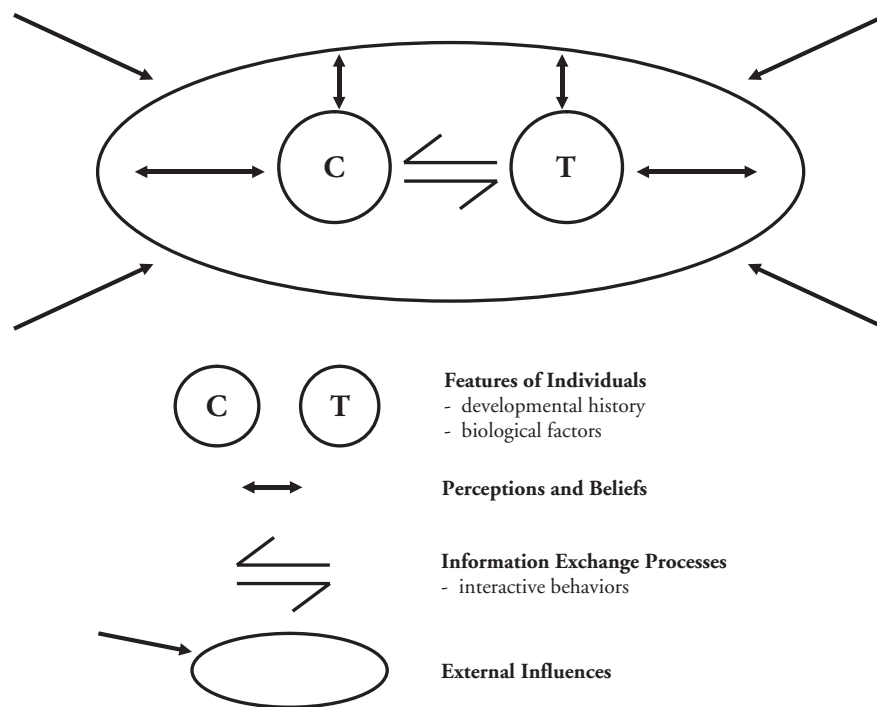 C
T
C
T
Features of Individuals
- developmental history
- biological factors
Perceptions and Beliefs
Information Exchange Processes
- interactive behaviors
External Influences